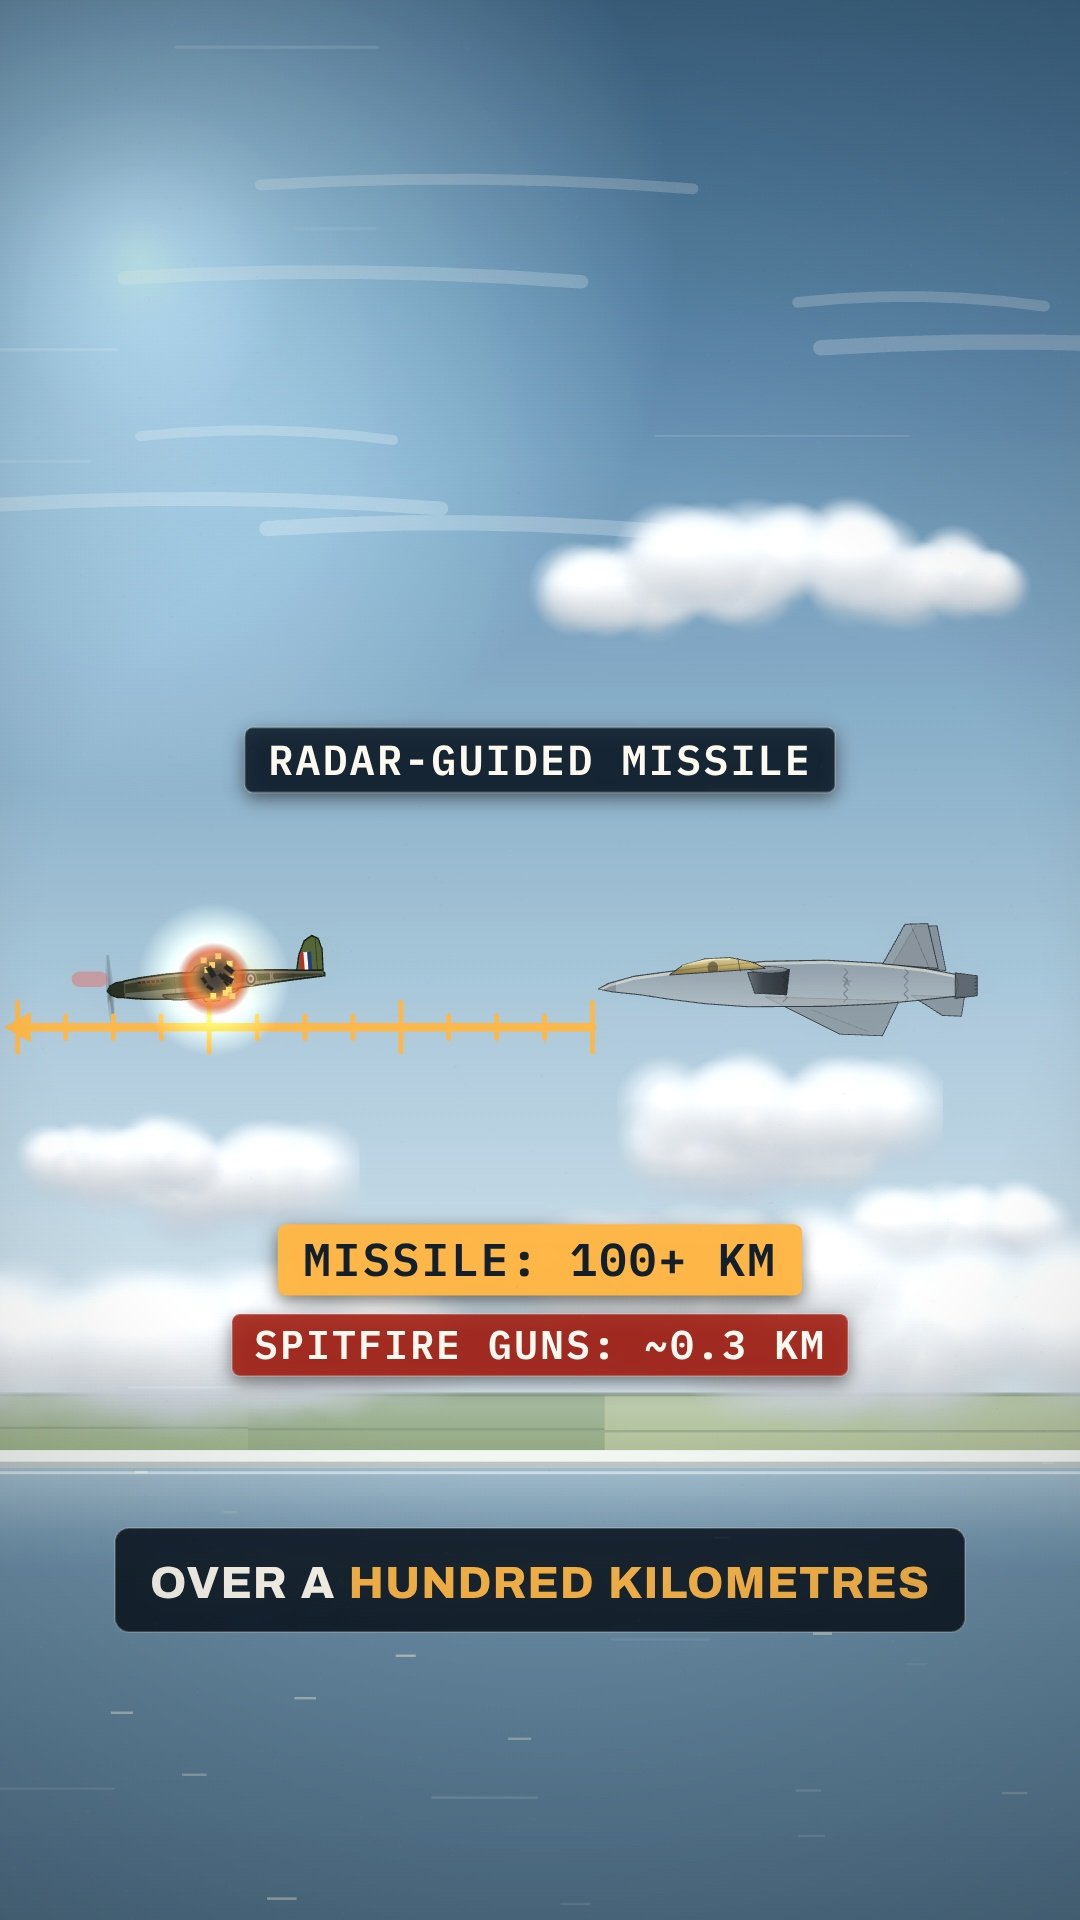 RADAR-GUIDED MISSILE
MISSILE: 100+ KM
SPITFIRE GUNS: ~0.3 KM
OVER A HUNDRED KILOMETRES